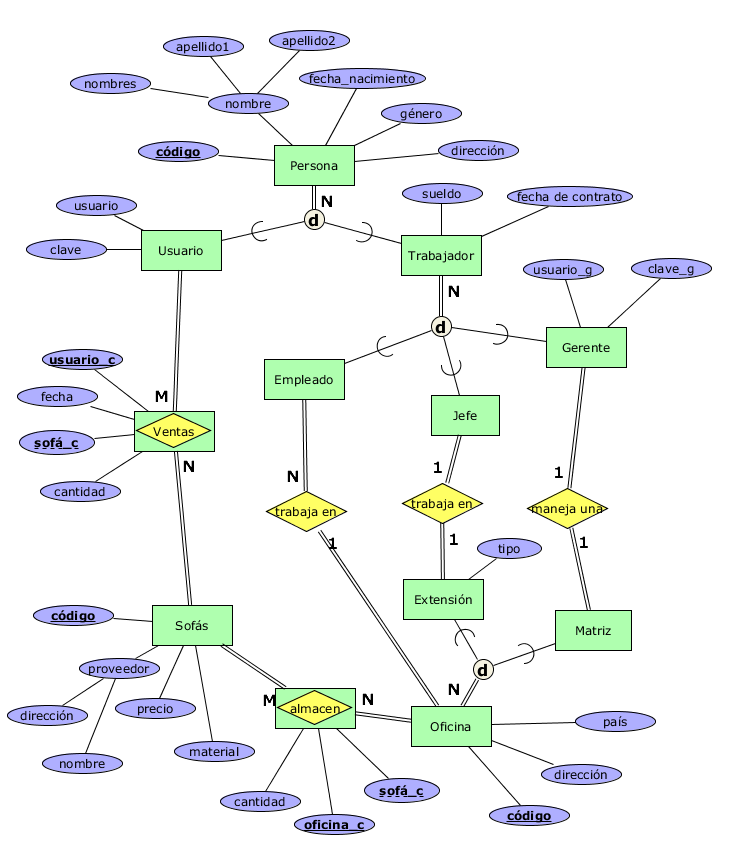 apellido1
apellido2
nombres
nombre
fecha_nacimiento
género
código
dirección
Persona
N
d
usuario
clave
Usuario
sueldo
fecha de contrato
Trabajador
N
d
usuario_g
clave_g
Gerente
Empleado
Jefe
usuario_c
fecha
sofá_c
cantidad
M
Ventas
N
N
trabaja en
1
1
trabaja en
1
1
maneja una
1
tipo
Extensión
Matriz
d
N
código
Sofás
proveedor
dirección
nombre
precio
material
M
almacen
N
cantidad
oficina_c
sofá_c
Oficina
país
dirección
código